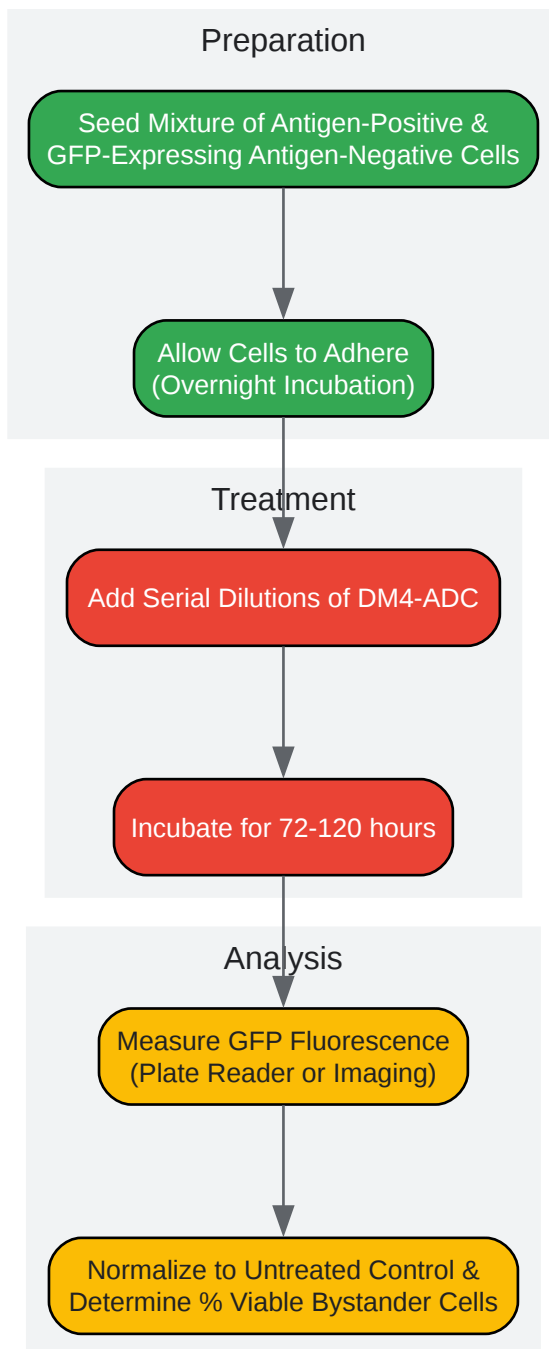 Preparation
Seed Mixture of Antigen-Positive &
GFP-Expressing Antigen-Negative Cells
Allow Cells to Adhere
(Overnight Incubation)
Treatment
Add Serial Dilutions of DM4-ADC
Incubate for 72-120 hours
Analysis
Measure GFP Fluorescence
(Plate Reader or Imaging)
Normalize to Untreated Control &
Determine % Viable Bystander Cells